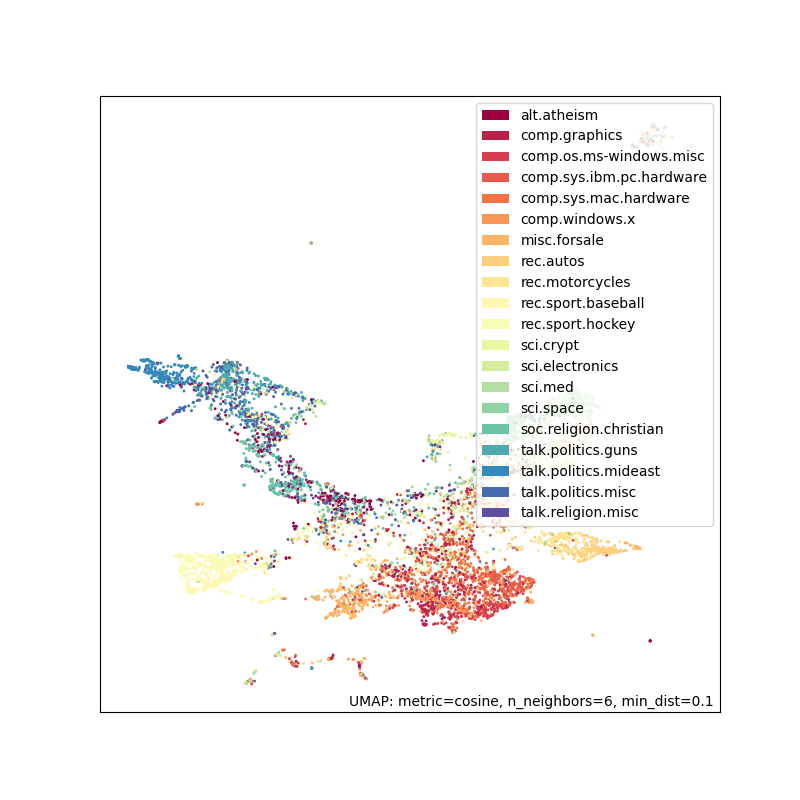 alt.atheism
comp.graphics
comp.os.ms-windows.misc
comp.sys.ibm.pc.hardware
comp.sys.mac.hardware
comp.windows.x
misc.forsale
rec.autos
rec.motorcycles
rec.sport.baseball
rec.sport.hockey
sci.crypt
sci.electronics
sci.med
sci.space
soc.religion.christian
talk.politics.guns
talk.politics.mideast
talk.politics.misc
talk.religion.misc
UMAP: metric=cosine, n_neighbors=6, min_dist=0.1